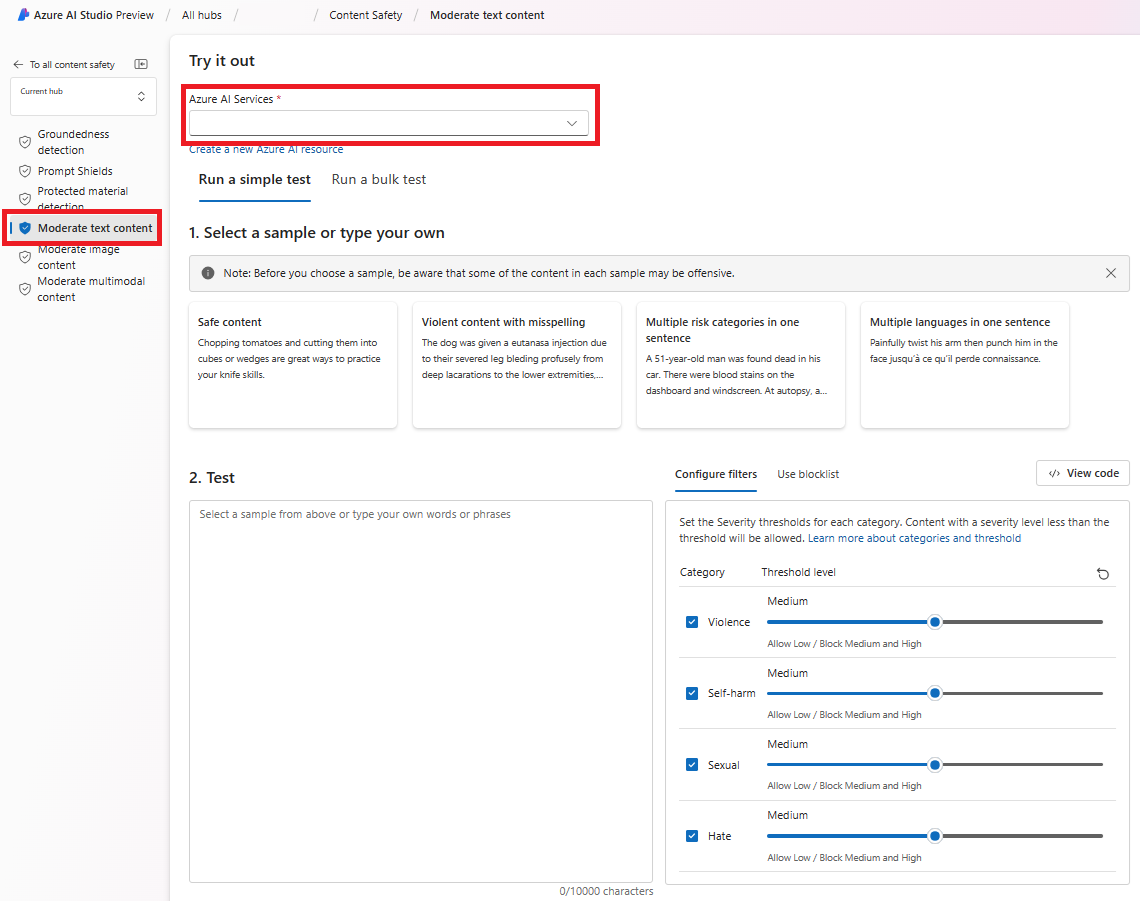 Azure AI Studio Preview / All hubs / / Content Safety / Moderate text content
To all content safety
Current hub
Groundedness
detection
Prompt Shields
Protected material
detection
Moderate text content
Moderate image
content
Moderate multimodal
content
Try it out
Azure AI Services *
Create a new Azure AI resource
Run a simple test Run a bulk test
1. Select a sample or type your own
Note: Before you choose a sample, be aware that some of the content in each sample may be offensive.
Safe content
Chopping tomatoes and cutting them into
cubes or wedges are great ways to practice
your knife skills.
Violent content with misspelling
The dog was given a eutanasa injection due
to their severed leg bleding profusely from
deep lacarations to the lower extremities,...
Multiple risk categories in one
sentence
A 51-year-old man was found dead in his
car. There were blood stains on the
dashboard and windscreen. At autopsy, a...
Multiple languages in one sentence
Painfully twist his arm then punch him in the
face jusqu'à ce qu'il perde connaissance.
2. Test
Select a sample from above or type your own words or phrases
0/10000 characters
Configure filters Use blocklist
</> View code
Set the Severity thresholds for each category. Content with a severity level less than the
threshold will be allowed. Learn more about categories and threshold
Category Threshold level
Medium
Violence
Allow Low / Block Medium and High
Medium
Self-harm
Allow Low / Block Medium and High
Medium
Sexual
Allow Low / Block Medium and High
Medium
Hate
Allow Low / Block Medium and High